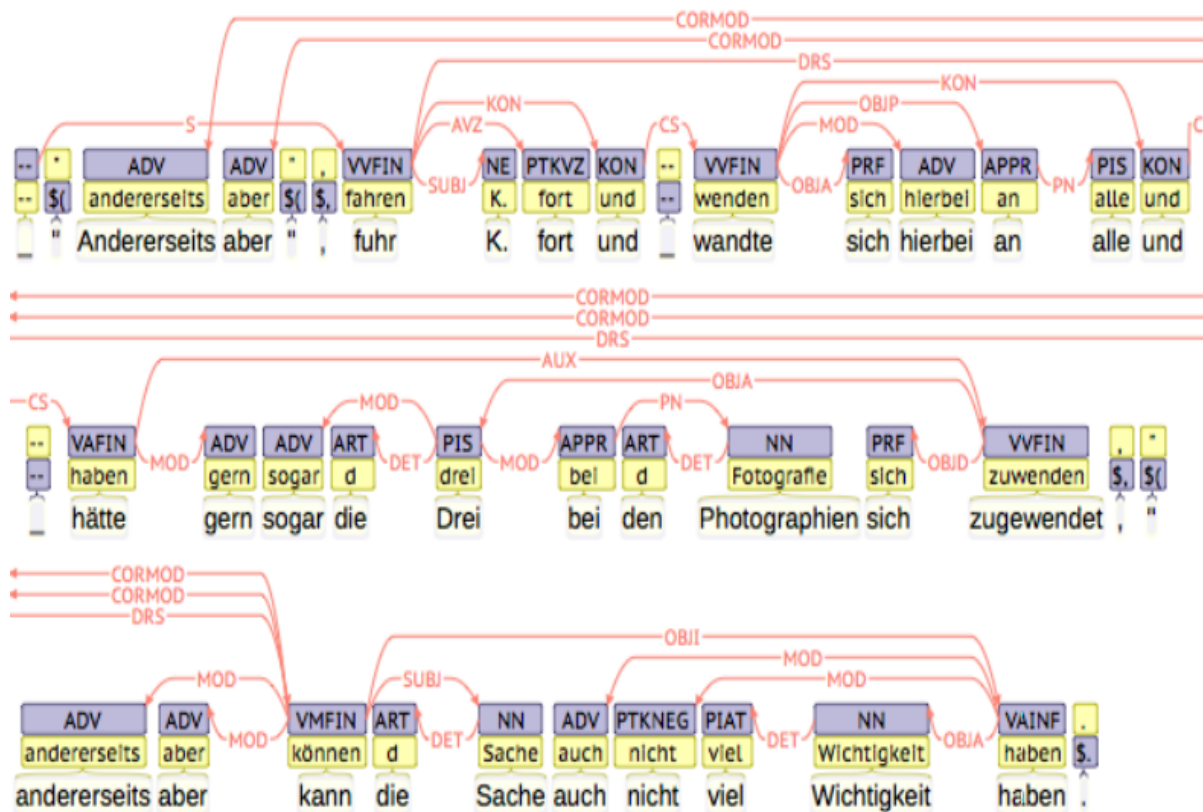 CORMOD
CORMOD
DRS
KON
KON OBJP
S AVZ CS MOD C
-- " ADV ADV " , VVFIN NE PTKVZ KON -- VVFIN PRF ADV APPR PIS KON
SUBJ OBJA PN
-- $( andererseits aber $( $, fahren K. fort und -- wenden sich hierbei an alle und
_ " Andererseits aber " , fuhr K. fort und _ wandte sich hierbei an alle und
CORMOD
CORMOD
DRS
AUX
OBJA
CS MOD PN
-- VAFIN ADV ADV ART PIS APPR ART NN PRF VVFIN , "
MOD DET MOD DET OBJD
-- haben gern sogar d drei bei d Fotografie sich zuwenden $, $(
_ hätte gern sogar die Drei bei den Photographien sich zugewendet , "
CORMOD
CORMOD
DRS
OBJI
MOD
MOD SUBJ MOD
ADV ADV VMFIN ART NN ADV PTKNEG PIAT NN VAINF .
MOD DET DET OBJA
andererseits aber können d Sache auch nicht viel Wichtigkeit haben $.
andererseits aber kann die Sache auch nicht viel Wichtigkeit haben .